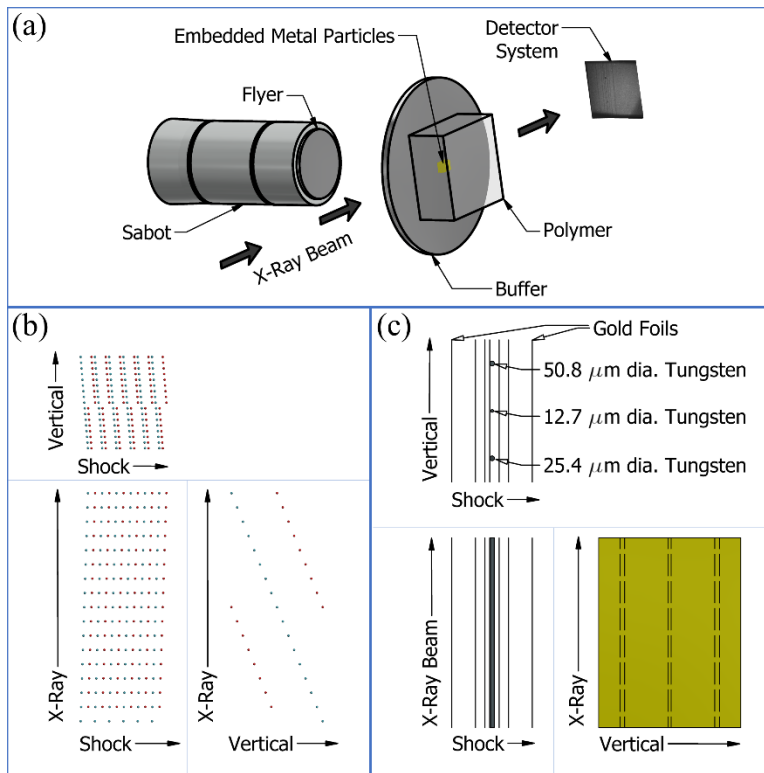 (a)
Embedded Metal Particles
Detector
System
Flyer
Sabot
X-Ray Beam
Polymer
Buffer
(b)
Vertical
Shock
X-Ray
Shock
X-Ray
Vertical
(c)
Gold Foils
50.8 μm dia. Tungsten
12.7 μm dia. Tungsten
25.4 μm dia. Tungsten
Vertical
Shock
X-Ray Beam
Shock
X-Ray
Vertical